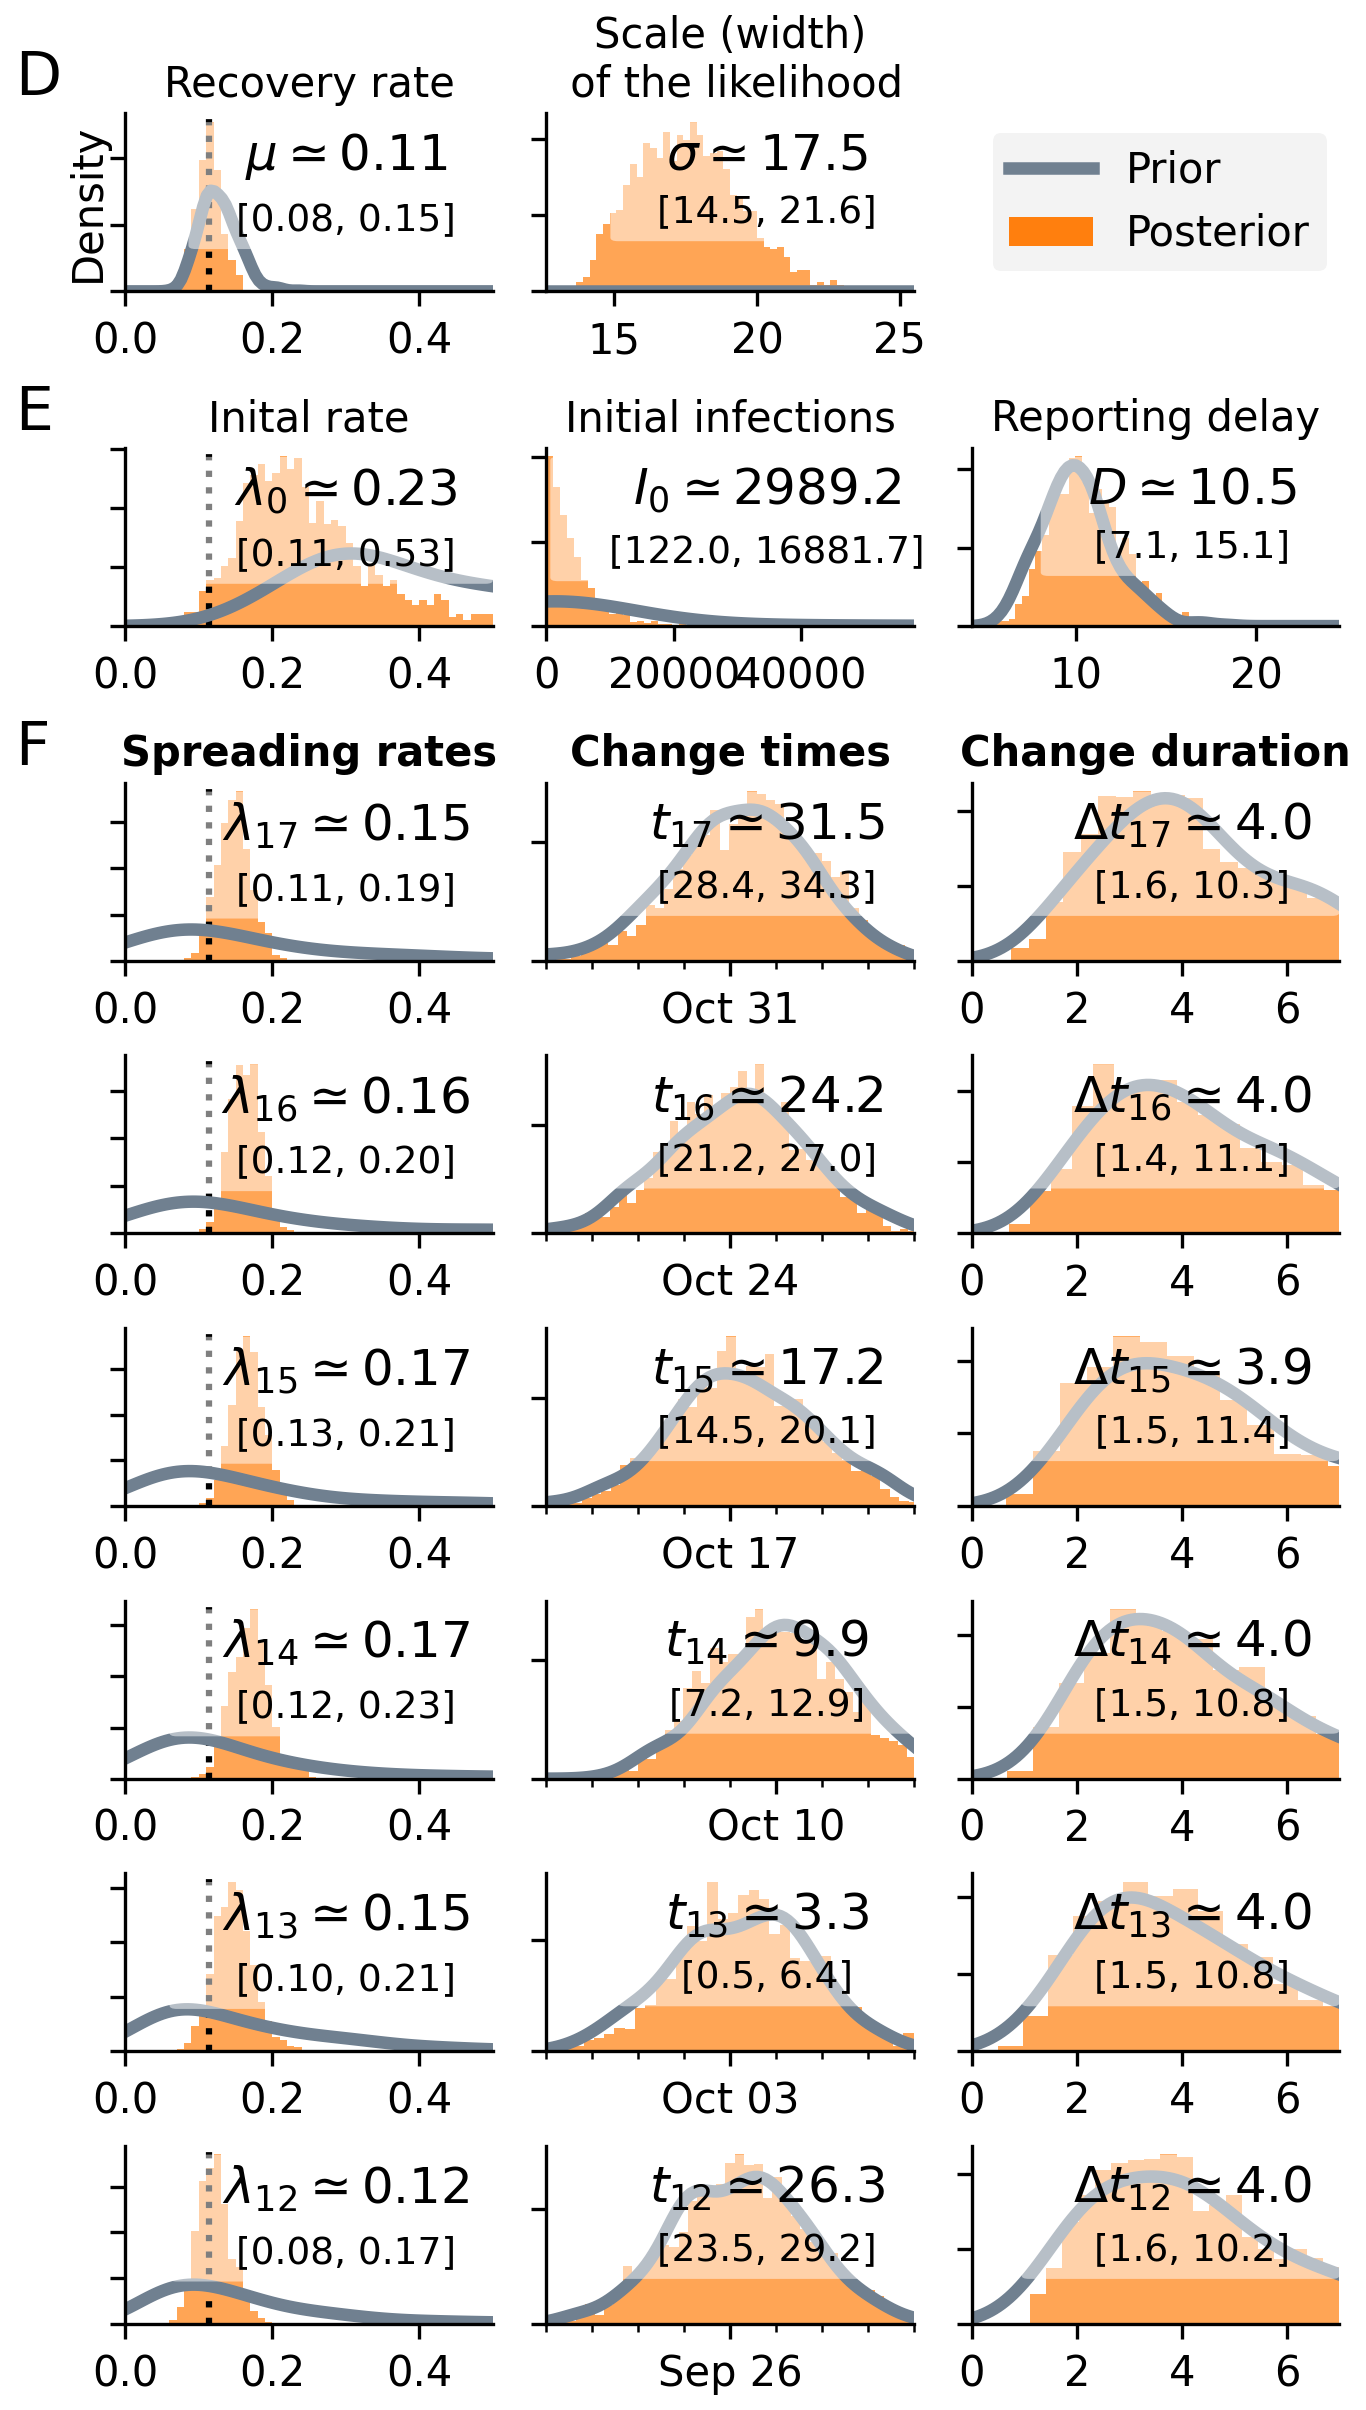 D
Recovery rate
Scale (width)
of the likelihood
Density
μ ≃ 0.11
[0.08, 0.15]
0.0 0.2 0.4
σ ≃ 17.5
[14.5, 21.6]
15 20 25
Prior
Posterior
E
Inital rate
λ0 ≃ 0.23
[0.11, 0.53]
0.0 0.2 0.4
Initial infections
I0 ≃ 2989.2
[122.0, 16881.7]
0 20000 40000
Reporting delay
D ≃ 10.5
[7.1, 15.1]
10 20
F
Spreading rates
Change times
Change duration
λ17 ≃ 0.15
[0.11, 0.19]
0.0 0.2 0.4
t17 ≃ 31.5
[28.4, 34.3]
Oct 31
Δt17 ≃ 4.0
[1.6, 10.3]
0 2 4 6
λ16 ≃ 0.16
[0.12, 0.20]
0.0 0.2 0.4
t16 ≃ 24.2
[21.2, 27.0]
Oct 24
Δt16 ≃ 4.0
[1.4, 11.1]
0 2 4 6
λ15 ≃ 0.17
[0.13, 0.21]
0.0 0.2 0.4
t15 ≃ 17.2
[14.5, 20.1]
Oct 17
Δt15 ≃ 3.9
[1.5, 11.4]
0 2 4 6
λ14 ≃ 0.17
[0.12, 0.23]
0.0 0.2 0.4
t14 ≃ 9.9
[7.2, 12.9]
Oct 10
Δt14 ≃ 4.0
[1.5, 10.8]
0 2 4 6
λ13 ≃ 0.15
[0.10, 0.21]
0.0 0.2 0.4
t13 ≃ 3.3
[0.5, 6.4]
Oct 03
Δt13 ≃ 4.0
[1.5, 10.8]
0 2 4 6
λ12 ≃ 0.12
[0.08, 0.17]
0.0 0.2 0.4
t12 ≃ 26.3
[23.5, 29.2]
Sep 26
Δt12 ≃ 4.0
[1.6, 10.2]
0 2 4 6